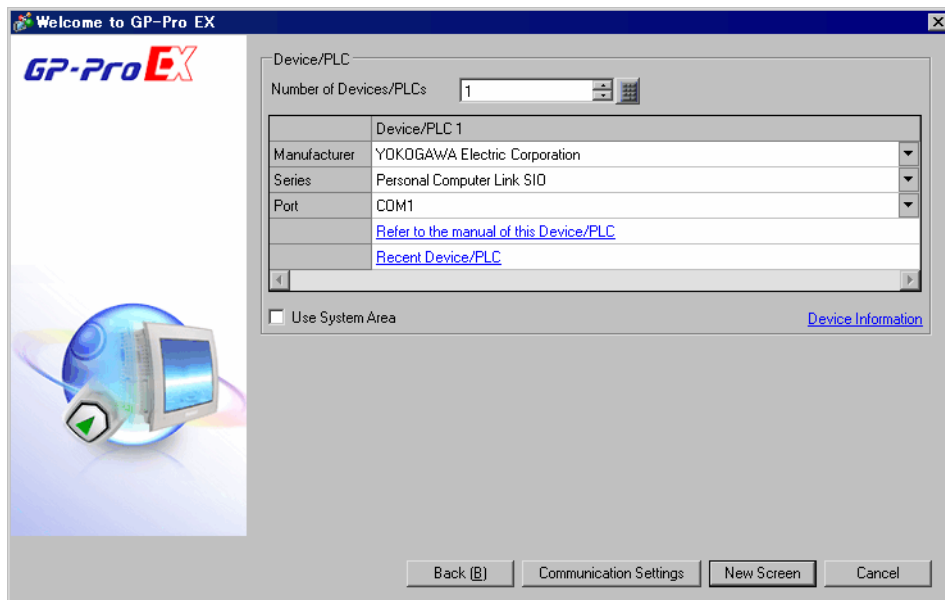 Welcome to GP-Pro EX
GP-Pro EX
Device/PLC
Number of Devices/PLCs 1
Device/PLC 1
Manufacturer YOKOGAWA Electric Corporation
Series Personal Computer Link SIO
Port COM1
Refer to the manual of this Device/PLC
Recent Device/PLC
Use System Area Device Information
Back (B) Communication Settings New Screen Cancel